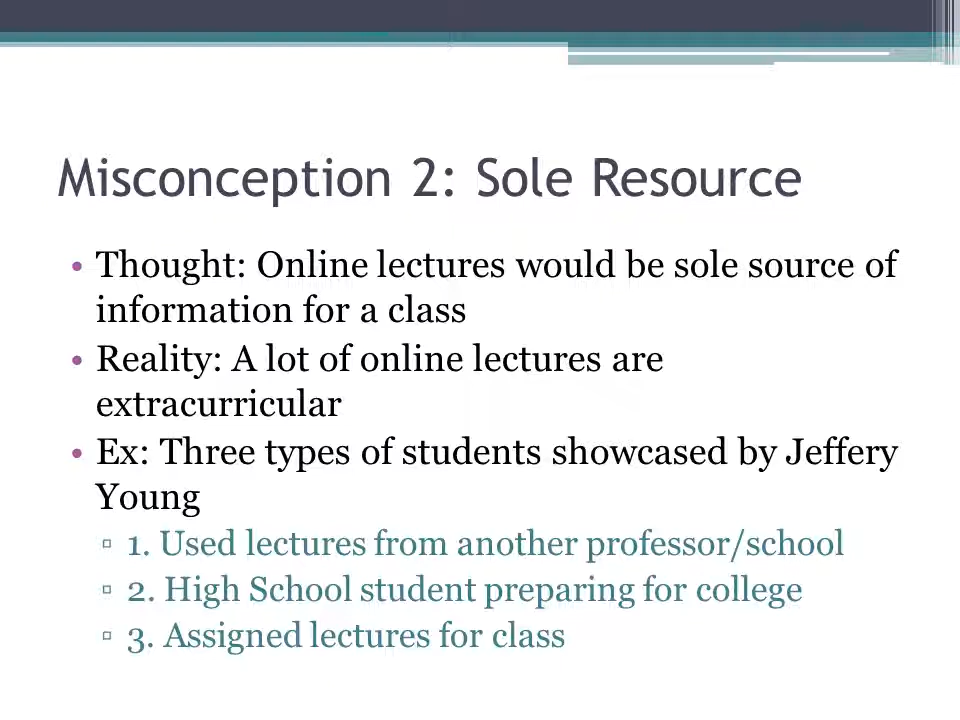 Misconception 2: Sole Resource
• Thought: Online lectures would be sole source of
information for a class
• Reality: A lot of online lectures are
extracurricular
• Ex: Three types of students showcased by Jeffery
Young
▫ 1. Used lectures from another professor/school
▫ 2. High School student preparing for college
▫ 3. Assigned lectures for class